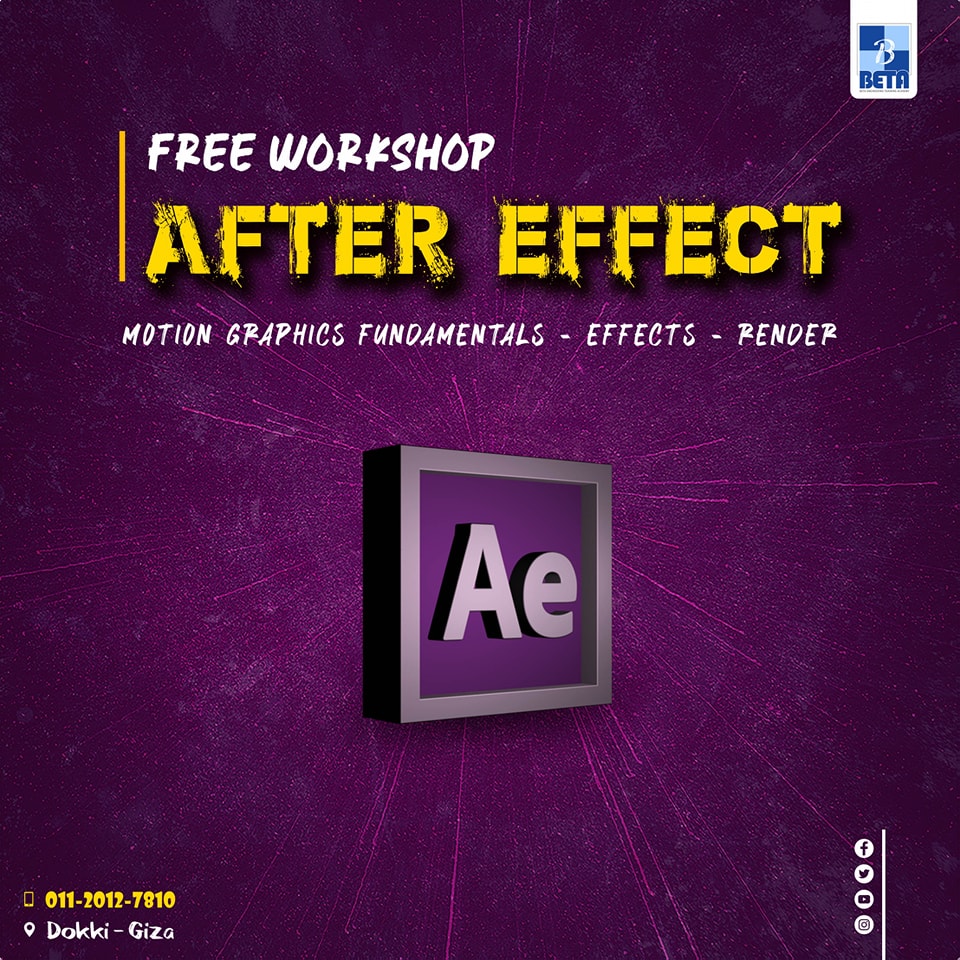 B
BETA
FREE WORKSHOP
AFTER EFFECT
MOTION GRAPHICS FUNDAMENTALS - EFFECTS - RENDER
Ae
011-2012-7810
Dokki - Giza